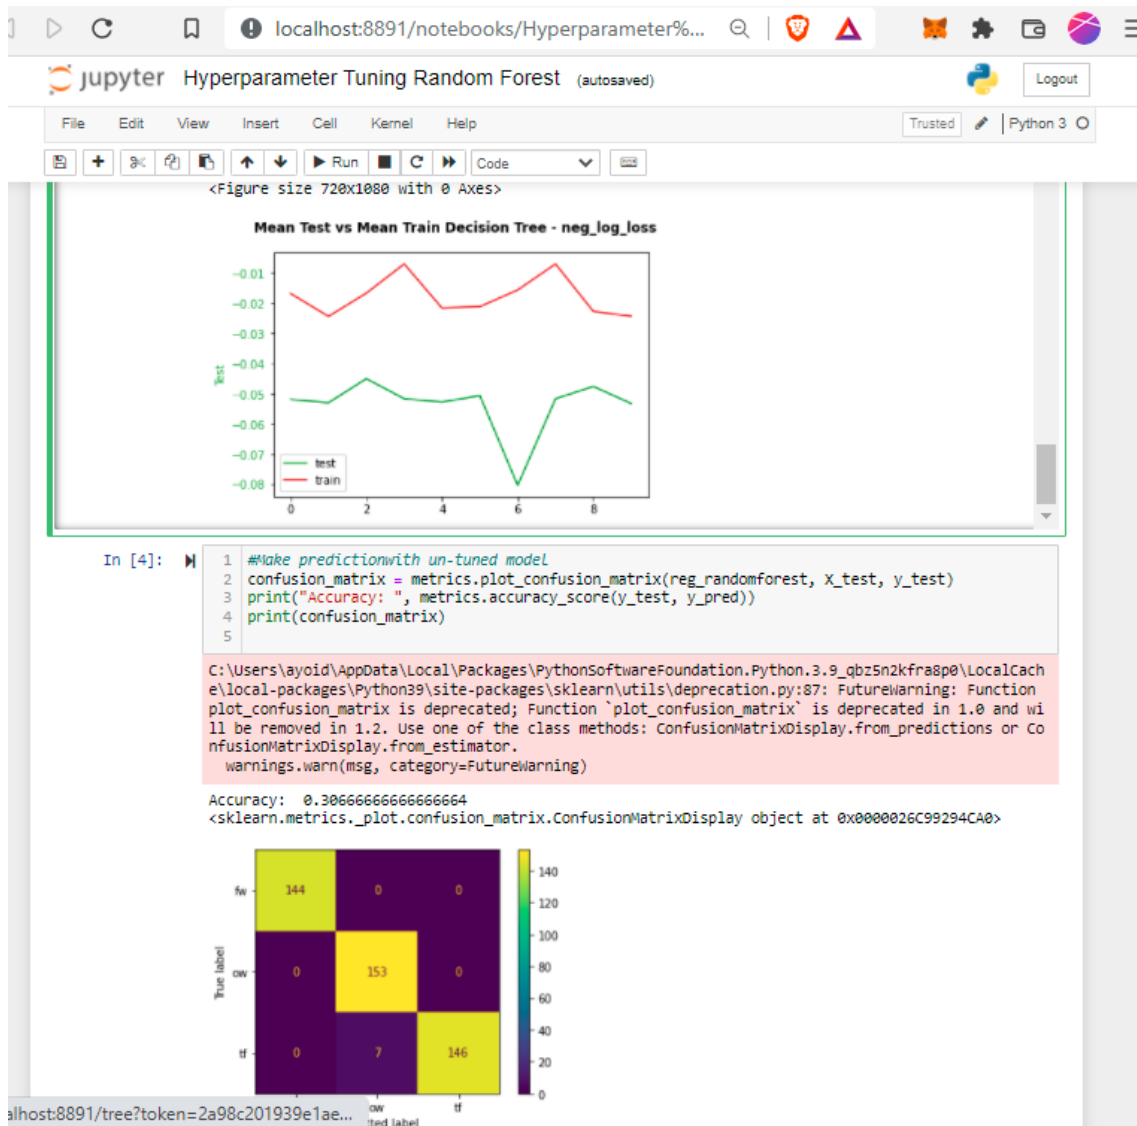 localhost:8891/notebooks/Hyperparameter%...
jupyter Hyperparameter Tuning Random Forest (autosaved)
Logout
File Edit View Insert Cell Kernel Help
Trusted Python 3
Run Code
<Figure size 720x1080 with 0 Axes>
Mean Test vs Mean Train Decision Tree - neg_log_loss
−0.01
−0.02
−0.03
−0.04
−0.05
−0.06
−0.07
−0.08
Test
test
train
0 2 4 6 8
In [4]:
1 #Make predictionwith un-tuned model
2 confusion_matrix = metrics.plot_confusion_matrix(reg_randomforest, X_test, y_test)
3 print("Accuracy: ", metrics.accuracy_score(y_test, y_pred))
4 print(confusion_matrix)
5
C:\Users\ayoid\AppData\Local\Packages\PythonSoftwareFoundation.Python.3.9_qbz5n2kfra8p0\LocalCach
e\local-packages\Python39\site-packages\sklearn\utils\deprecation.py:87: FutureWarning: Function
plot_confusion_matrix is deprecated; Function `plot_confusion_matrix` is deprecated in 1.0 and wi
ll be removed in 1.2. Use one of the class methods: ConfusionMatrixDisplay.from_predictions or Co
nfusionMatrixDisplay.from_estimator.
warnings.warn(msg, category=FutureWarning)
Accuracy:  0.30666666666666664
<sklearn.metrics._plot.confusion_matrix.ConfusionMatrixDisplay object at 0x0000026C99294CA0>
True label
fw 144 0 0
ow 0 153 0
tf 0 7 146
140
120
100
80
60
40
20
0
ow tf
ted label
alhost:8891/tree?token=2a98c201939e1ae...